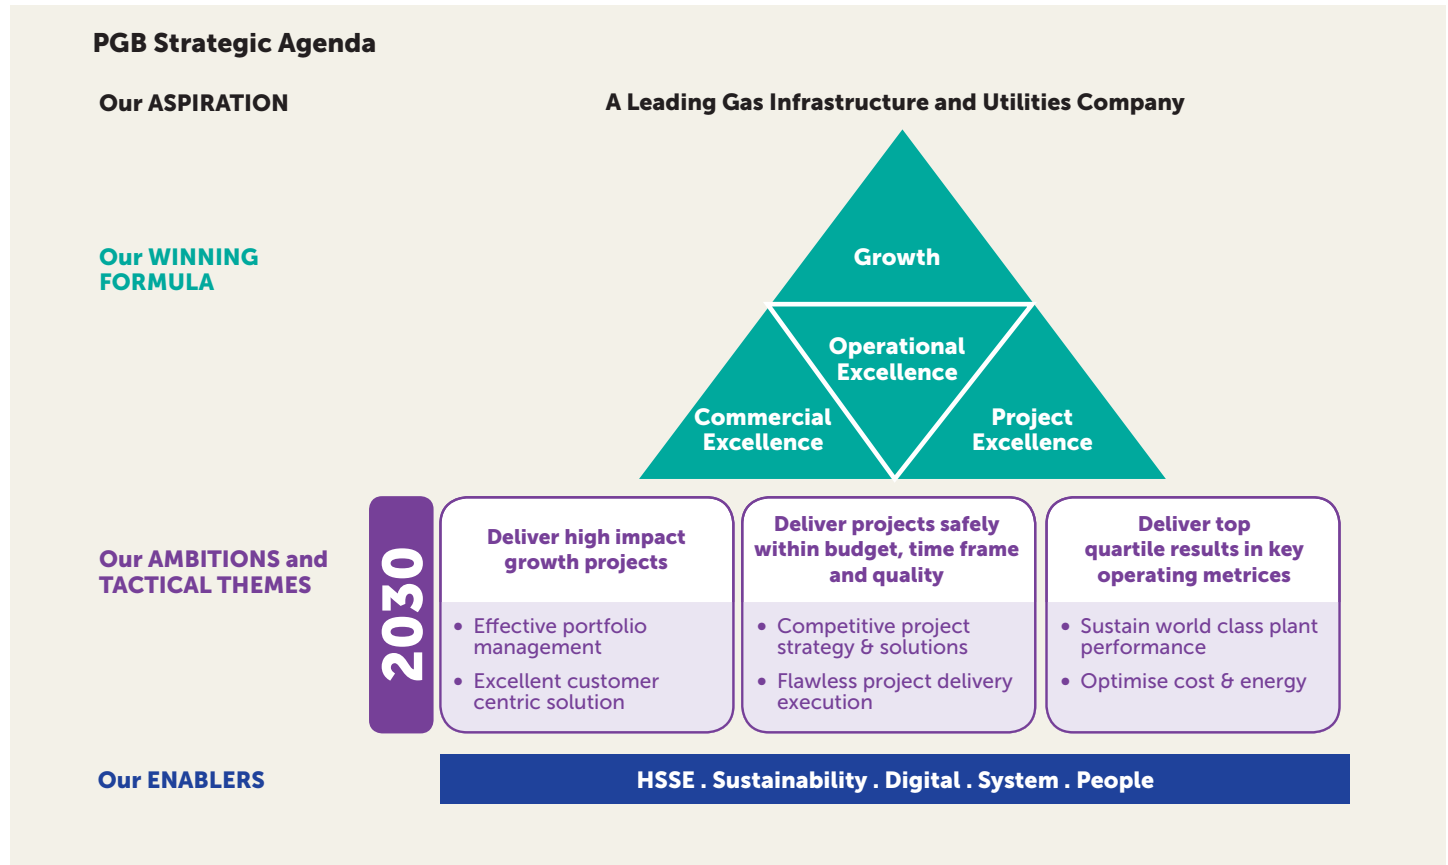 PGB Strategic Agenda
Our ASPIRATION
A Leading Gas Infrastructure and Utilities Company
Our WINNING
FORMULA
Growth
Operational
Excellence
Commercial
Excellence
Project
Excellence
Our AMBITIONS and
TACTICAL THEMES
2030
Deliver high impact
growth projects
• Effective portfolio
management
• Excellent customer
centric solution
Deliver projects safely
within budget, time frame
and quality
• Competitive project
strategy & solutions
• Flawless project delivery
execution
Deliver top
quartile results in key
operating metrices
• Sustain world class plant
performance
• Optimise cost & energy
Our ENABLERS
HSSE . Sustainability . Digital . System . People